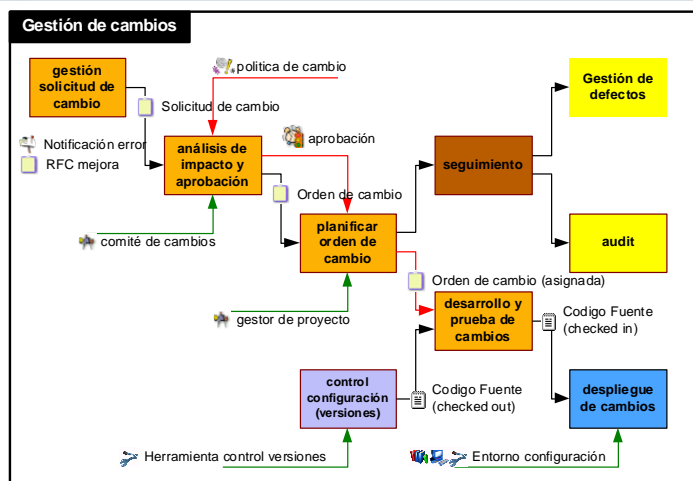 Gestión de cambios
gestión
solicitud de
cambio
politica de cambio
Gestión de
defectos
Solicitud de cambio
Notificación error
RFC mejora
análisis de
impacto y
aprobación
aprobación
seguimiento
Orden de cambio
comité de cambios
planificar
orden de
cambio
audit
Orden de cambio (asignada)
gestor de proyecto
desarrollo y
prueba de
cambios
Codigo Fuente
(checked in)
control
configuración
(versiones)
Codigo Fuente
(checked out)
despliegue
de cambios
Herramienta control versiones
Entorno configuración